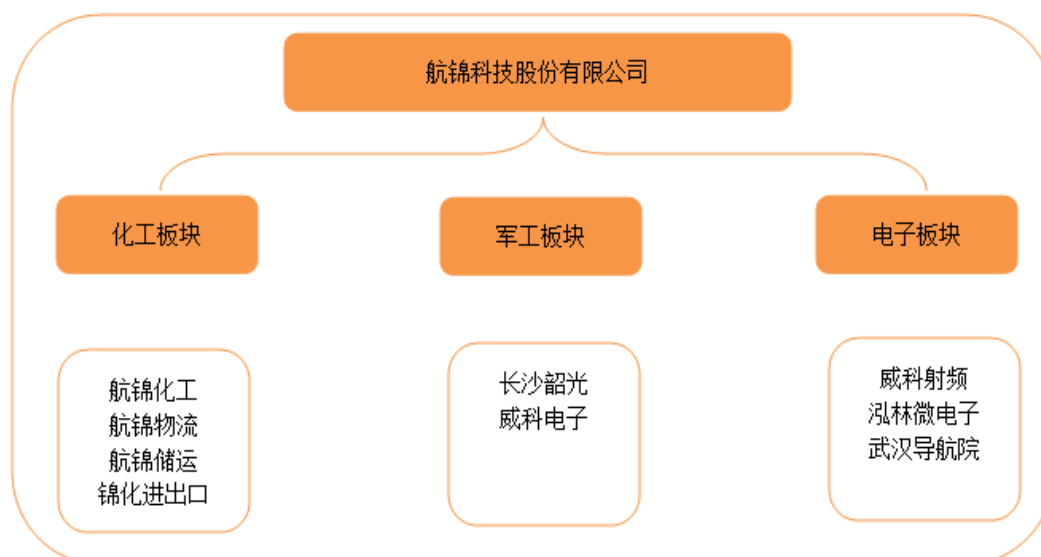 航锦科技股份有限公司
化工板块
军工板块
电子板块
航锦化工
航锦物流
航锦储运
锦化进出口
长沙韶光
威科电子
威科射频
泓林微电子
武汉导航院